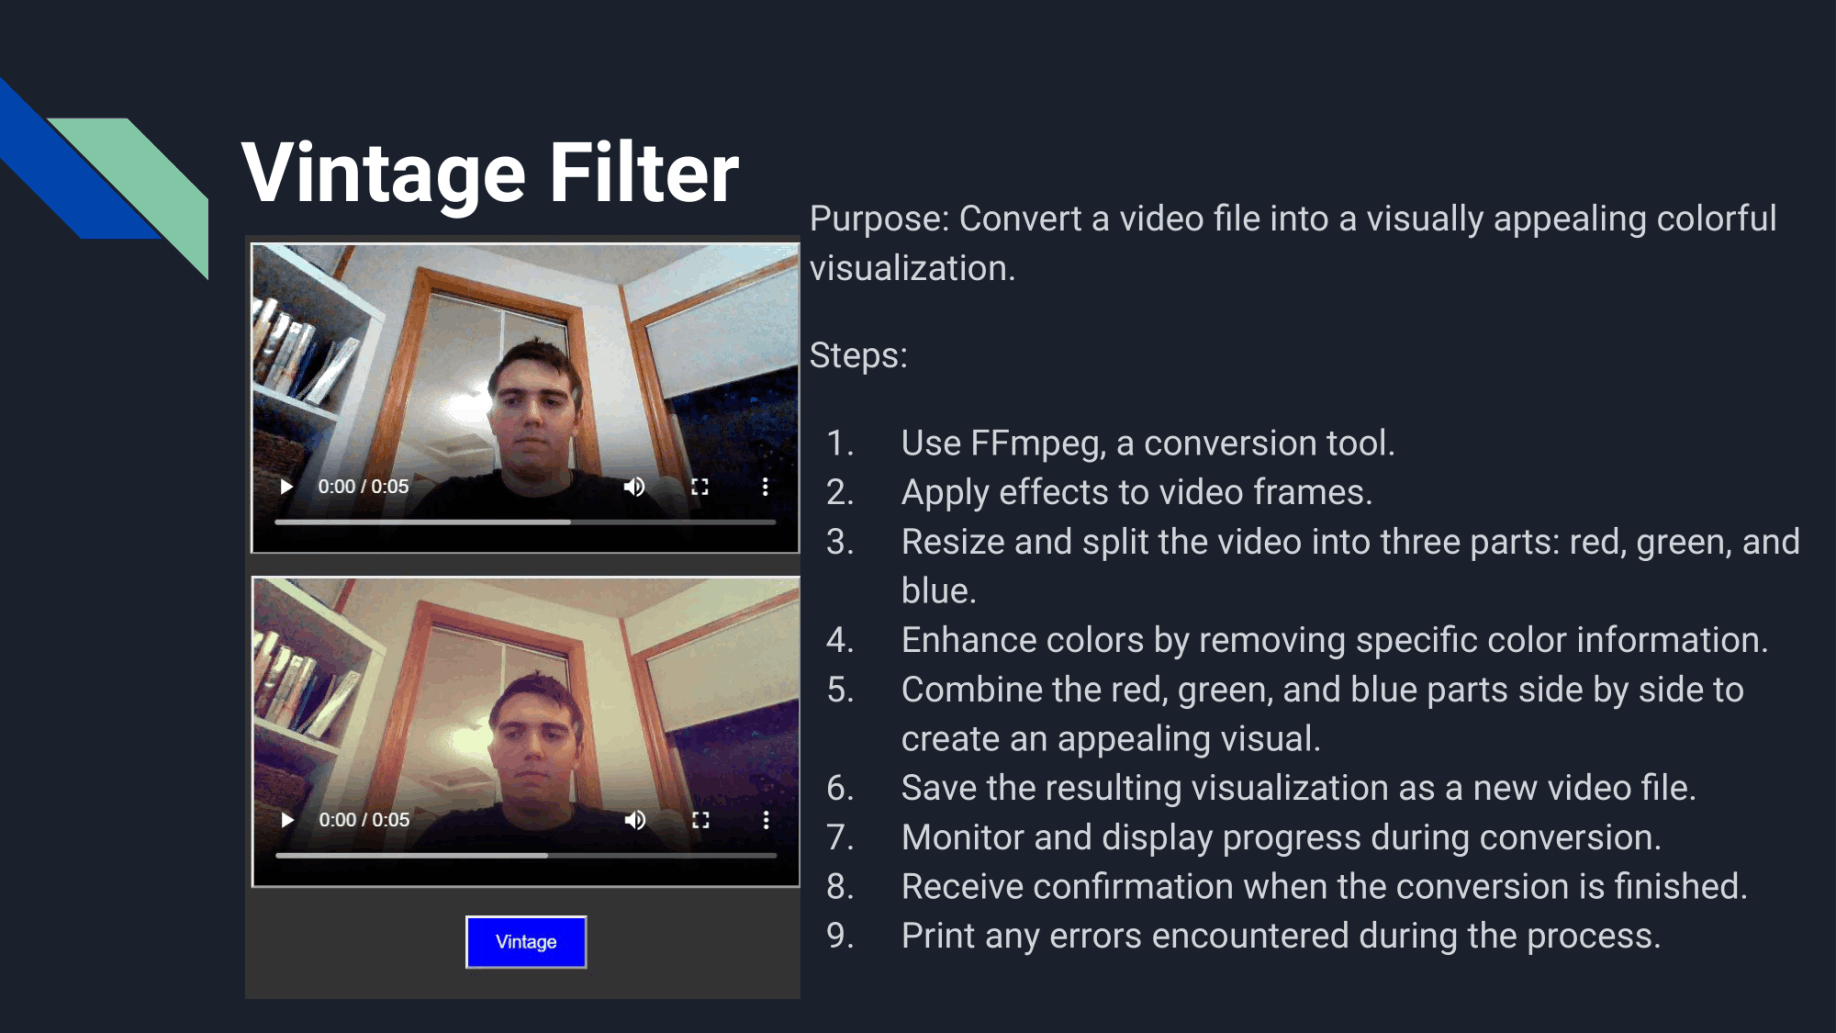 Vintage Filter
Purpose: Convert a video file into a visually appealing colorful
visualization.
Steps:
1. Use FFmpeg, a conversion tool.
2. Apply effects to video frames.
3. Resize and split the video into three parts: red, green, and
blue.
4. Enhance colors by removing specific color information.
5. Combine the red, green, and blue parts side by side to
create an appealing visual.
6. Save the resulting visualization as a new video file.
7. Monitor and display progress during conversion.
8. Receive confirmation when the conversion is finished.
9. Print any errors encountered during the process.
0:00 / 0:05
0:00 / 0:05
Vintage